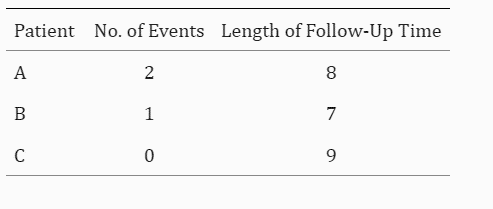 Patient No. of Events Length of Follow-Up Time
A 2 8
B 1 7
C 0 9